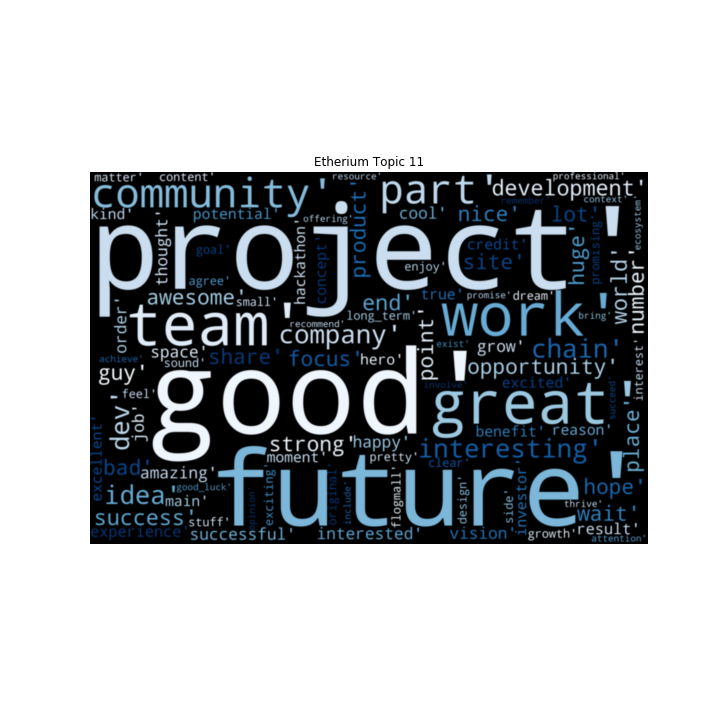 Etherium Topic 11
matter' content' resource' professional'
community' part' development'
remember' context'
kind' potential' offering' product' cool' nice' lot'
project'
thought' hackathon' concept' huge' promising' ecosystem'
goal' credit'
agree' enjoy' site' world' number'
awesome' small' end' true' promise' dream'
order' team' long_term' work' bring'
recommend' company' point'
achieve' space' share' focus' hero' exist' grow' chain'
sound' opportunity' interest'
guy' good' involve' excited' succeed'
feel' great'
dev' job' benefit' reason' place'
strong' happy' interesting'
excellent' bad' amazing' moment' pretty' clear'
future' hope'
idea' good_luck' main' opinion' exciting' original' include' flogmall' design' side' investor' thrive'
success' stuff' wait'
experience' successful' interested' vision' growth' result'
attention'